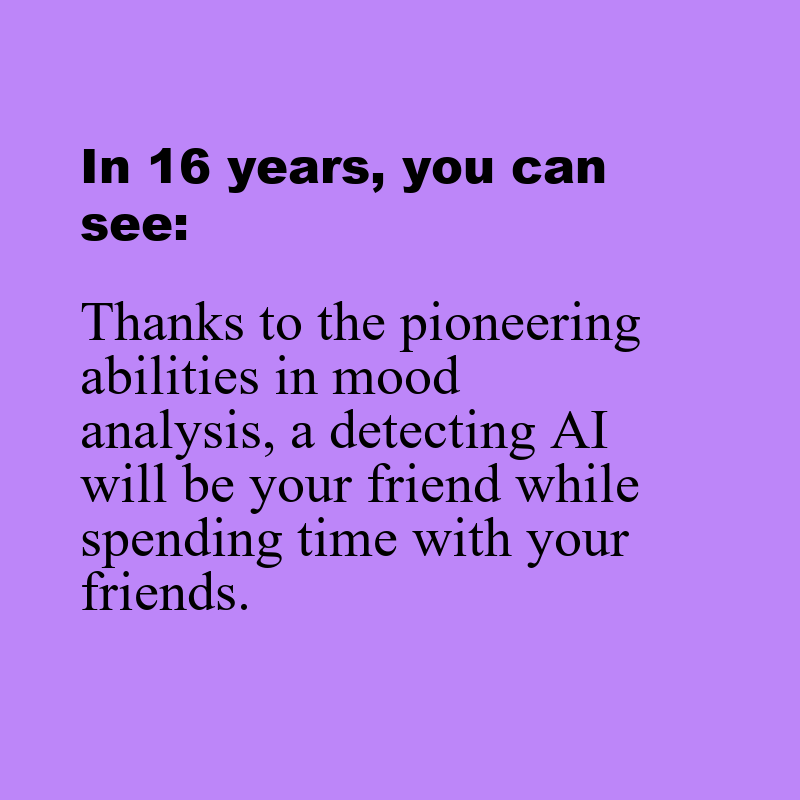 In 16 years, you can
see:
Thanks to the pioneering
abilities in mood
analysis, a detecting AI
will be your friend while
spending time with your
friends.